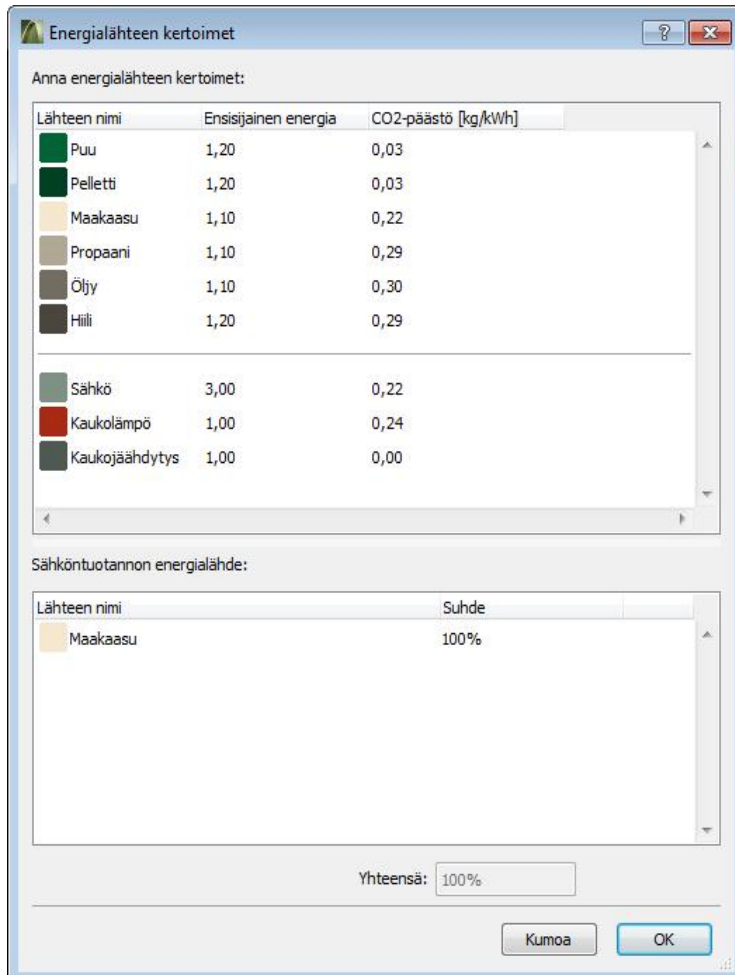 Energialähteen kertoimet
Anna energialähteen kertoimet:
Lähteen nimi Ensisijainen energia CO2-päästö [kg/kWh]
Puu 1,20 0,03
Pelletti 1,20 0,03
Maakaasu 1,10 0,22
Propaani 1,10 0,29
Öljy 1,10 0,30
Hiili 1,20 0,29
Sähkö 3,00 0,22
Kaukolämpö 1,00 0,24
Kaukojäähdytys 1,00 0,00
Sähköntuotannon energialähde:
Lähteen nimi Suhde
Maakaasu 100%
Yhteensä: 100%
Kumoa OK